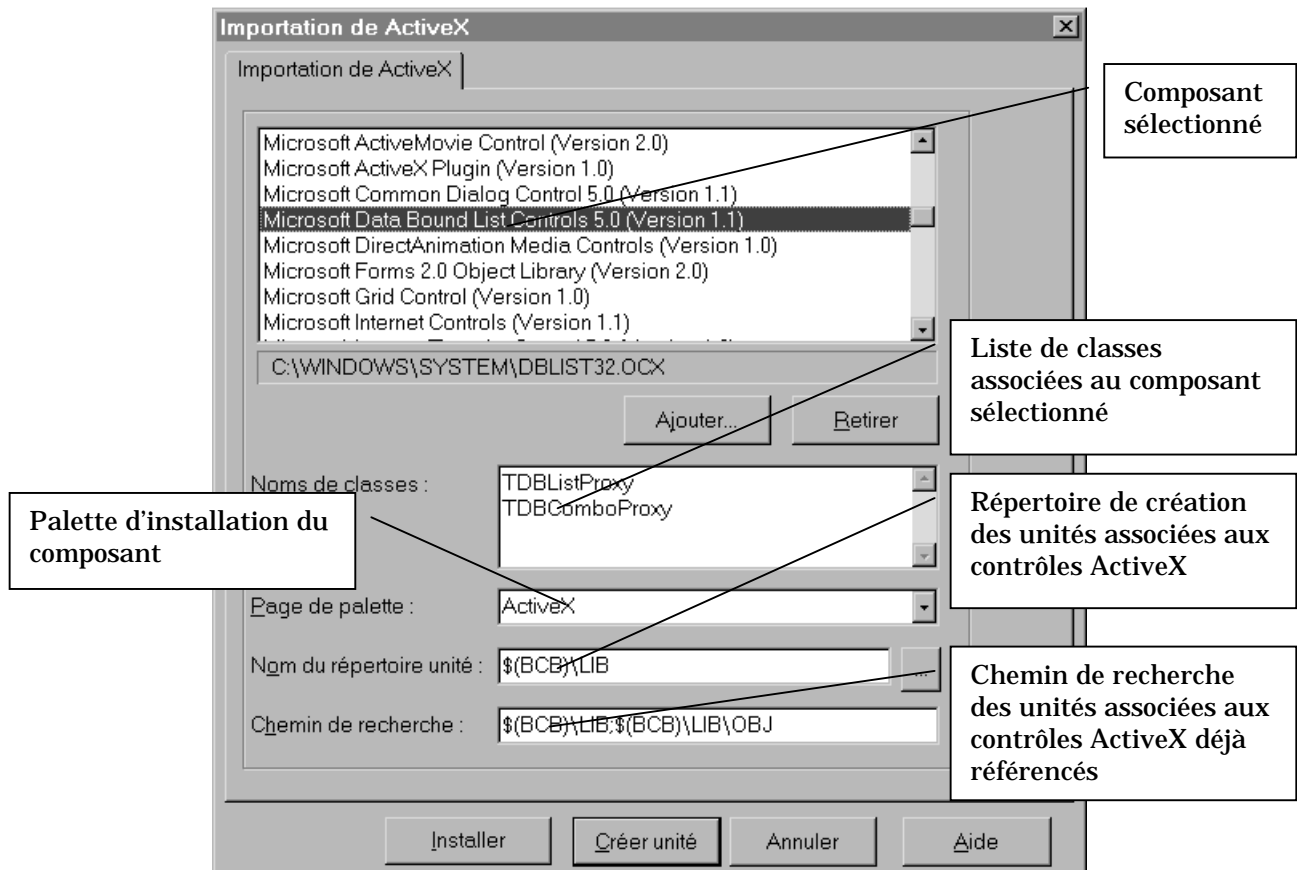 Importation de ActiveX
Importation de ActiveX
Composant
sélectionné
Microsoft ActiveMovie Control (Version 2.0)
Microsoft ActiveX Plugin (Version 1.0)
Microsoft Common Dialog Control 5.0 (Version 1.1)
Microsoft Data Bound List Controls 5.0 (Version 1.1)
Microsoft DirectAnimation Media Controls (Version 1.0)
Microsoft Forms 2.0 Object Library (Version 2.0)
Microsoft Grid Control (Version 1.0)
Microsoft Internet Controls (Version 1.1)
C:\WINDOWS\SYSTEM\DBLIST32.OCX
Liste de classes
associées au composant
sélectionné
Ajouter...
Retirer
Noms de classes :
TDBListProxy
TDBComboProxy
Palette d'installation du
composant
Répertoire de création
des unités associées aux
contrôles ActiveX
Page de palette :
ActiveX
Nom du répertoire unité :
$(BCB)\LIB
...
Chemin de recherche :
$(BCB)\LIB;$(BCB)\LIB\OBJ
Chemin de recherche
des unités associées aux
contrôles ActiveX déjà
référencés
Installer
Créer unité
Annuler
Aide